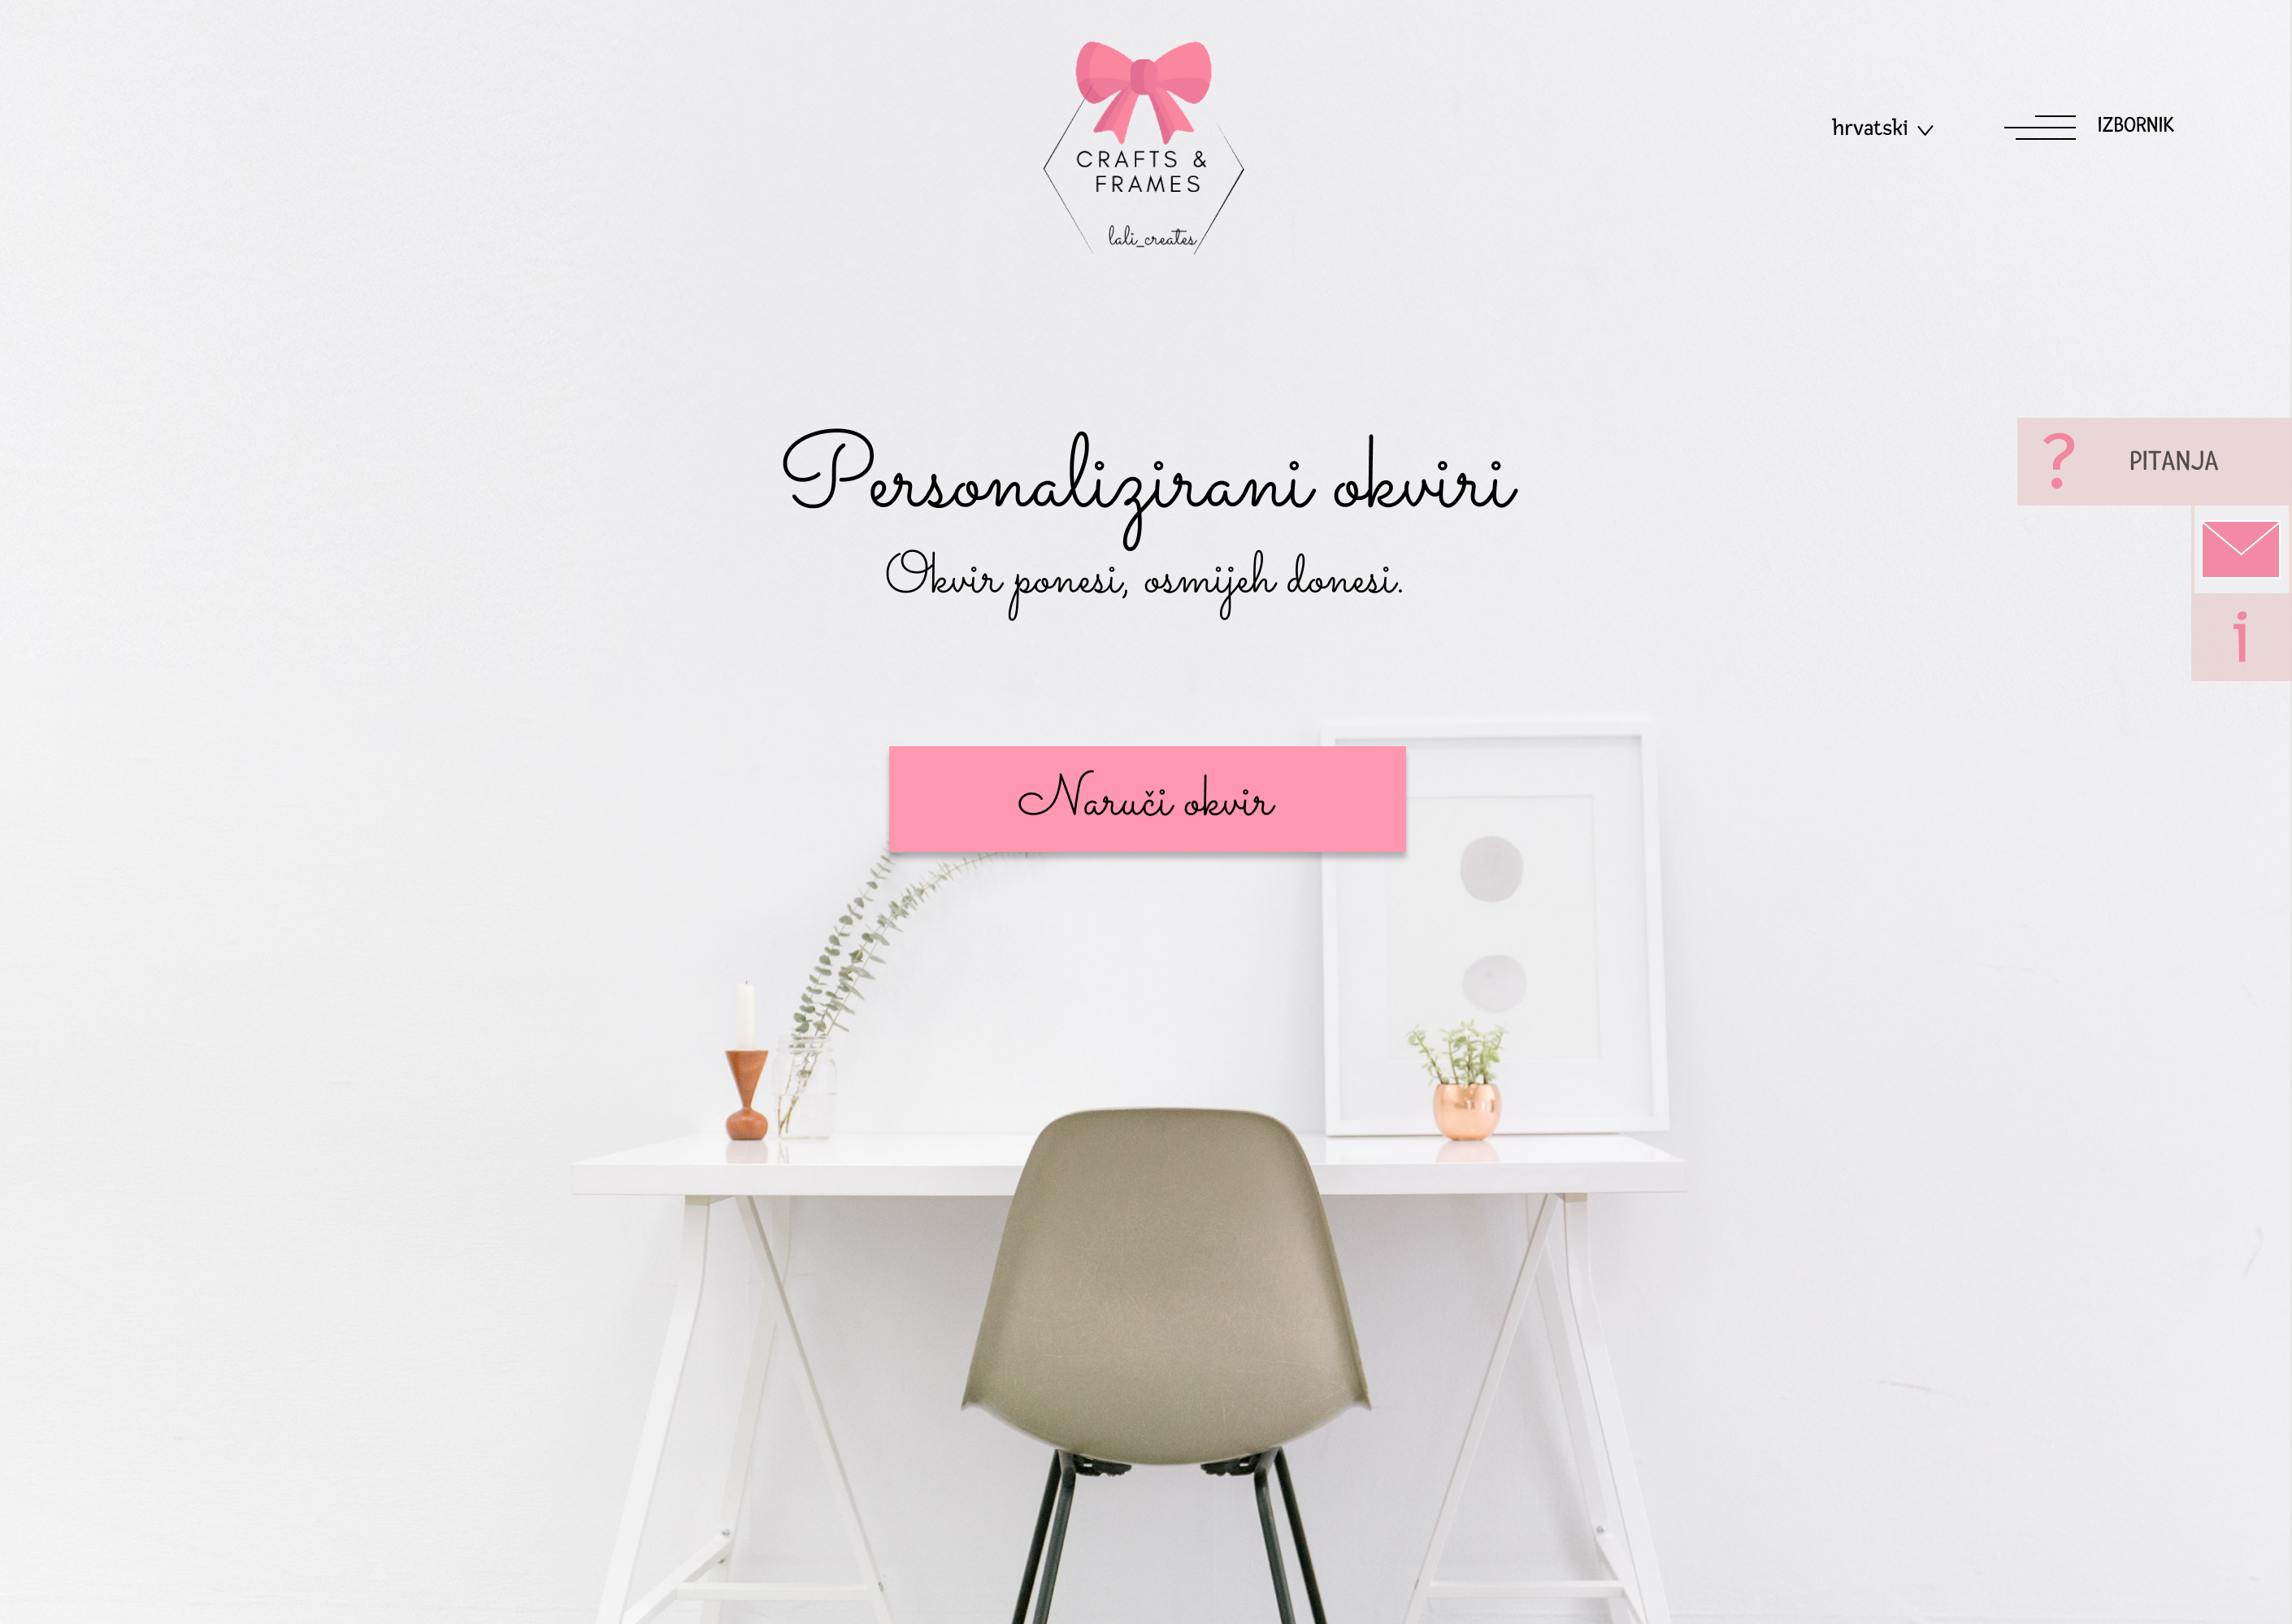 CRAFTS &
FRAMES
lali_creates
hrvatski
IZBORNIK
Personalizirani okviri
Okvir ponesi, osmijeh donesi.
? PITANJA
i
Naruči okvir